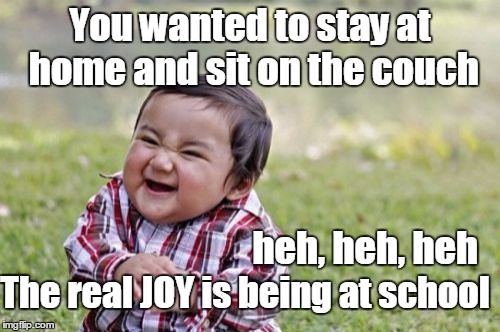 You wanted to stay at
home and sit on the couch
heh, heh, heh
The real JOY is being at school
imgflip.com